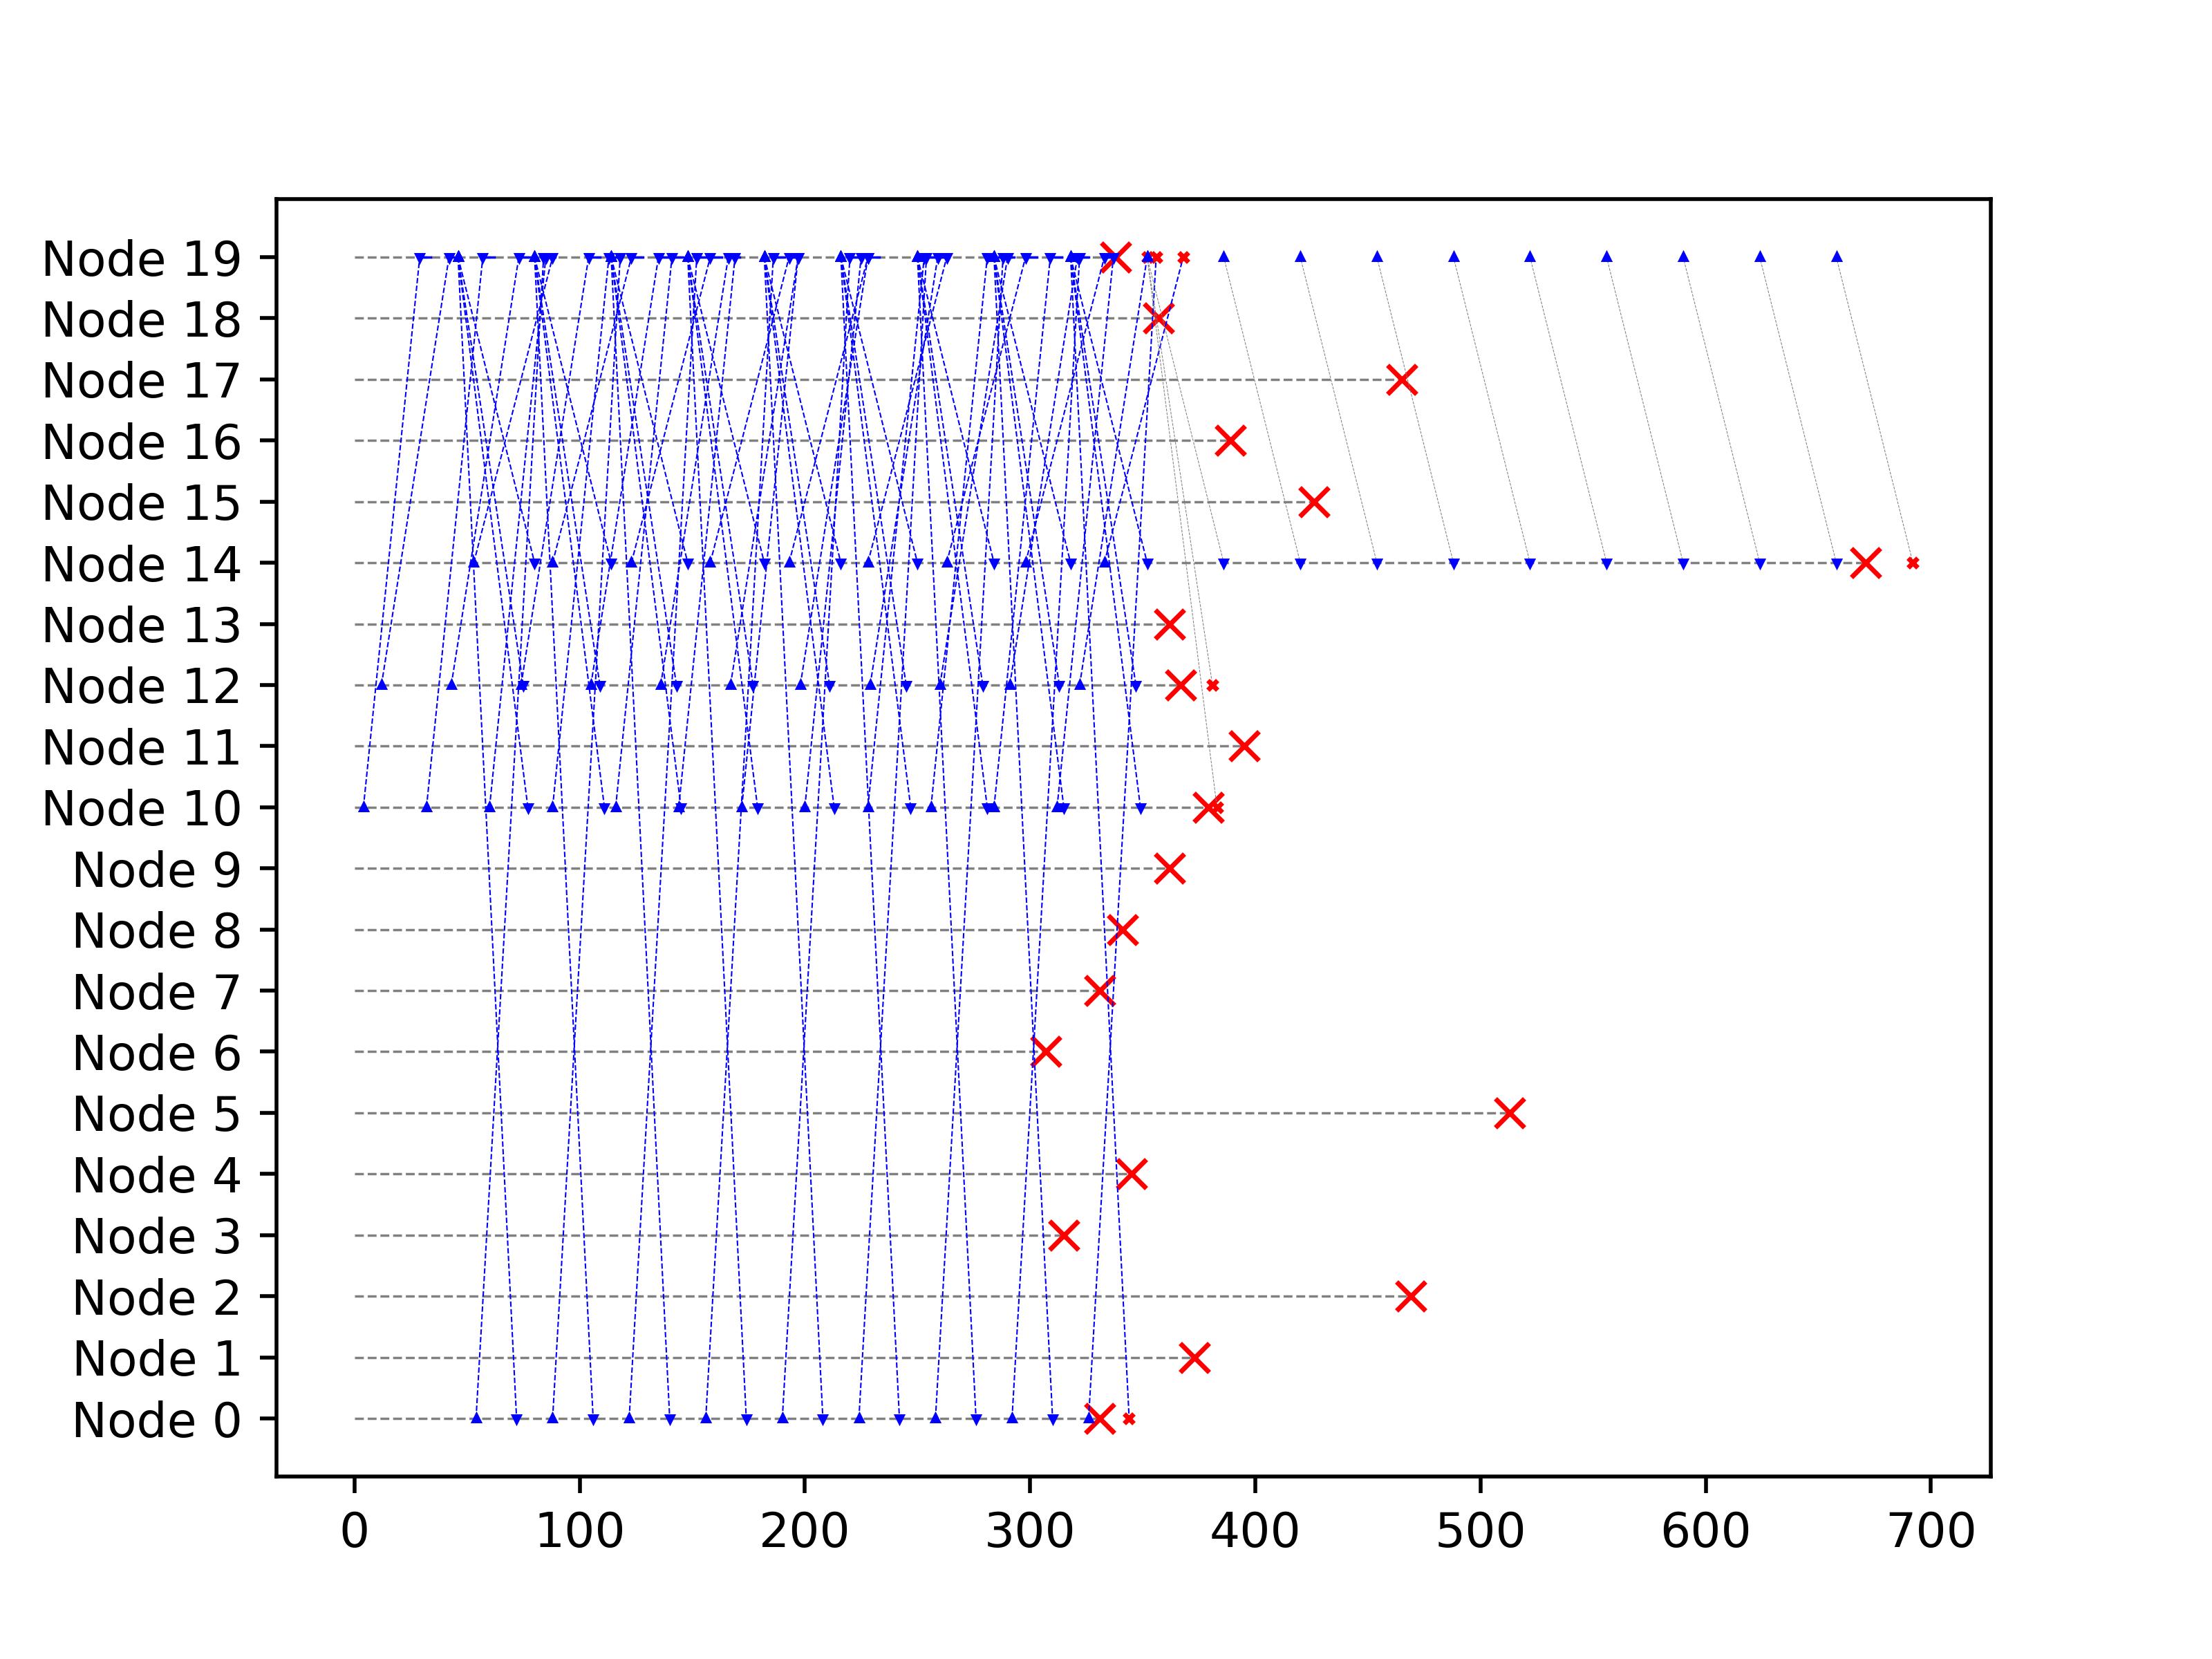 Node 19
Node 18
Node 17
Node 16
Node 15
Node 14
Node 13
Node 12
Node 11
Node 10
Node 9
Node 8
Node 7
Node 6
Node 5
Node 4
Node 3
Node 2
Node 1
Node 0
0 100 200 300 400 500 600 700